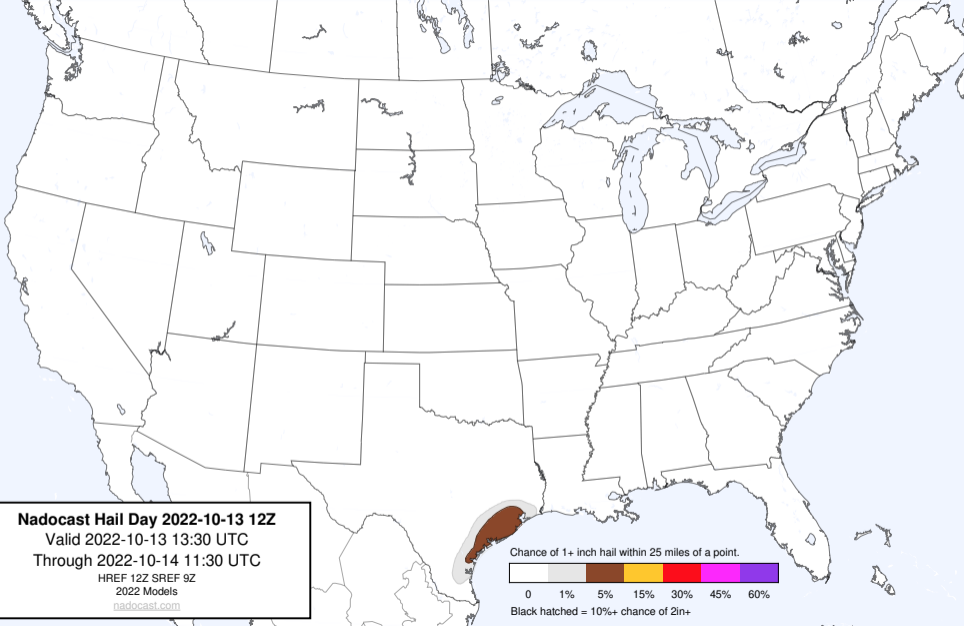 Nadocast Hail Day 2022-10-13 12Z
Valid 2022-10-13 13:30 UTC
Through 2022-10-14 11:30 UTC
HREF 12Z SREF 9Z
2022 Models
nadocast.com
Chance of 1+ inch hail within 25 miles of a point.
0 1% 5% 15% 30% 45% 60%
Black hatched = 10%+ chance of 2in+